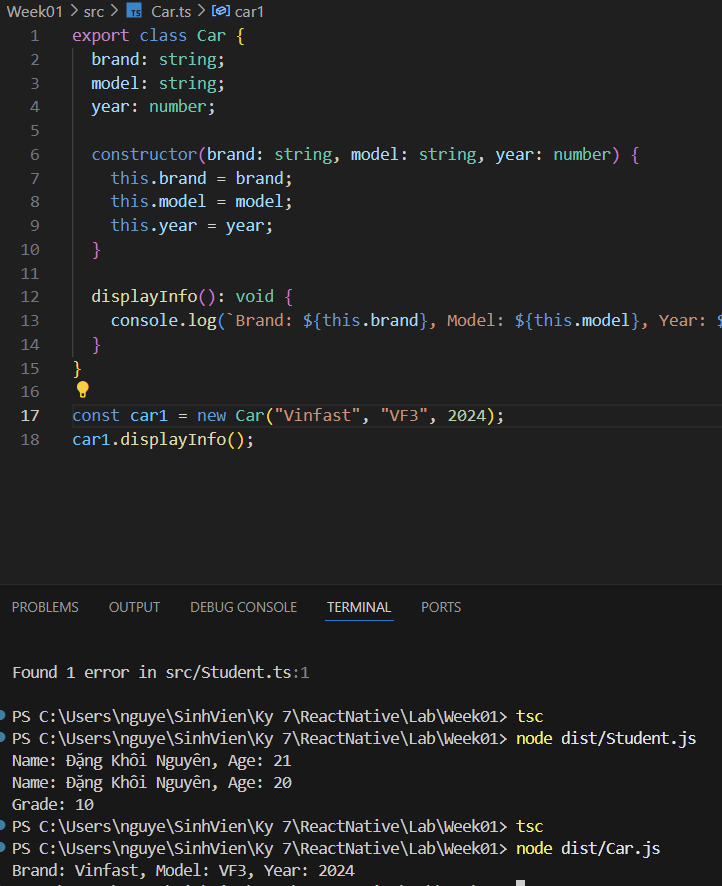 Week01 > src > TS Car.ts > car1
1 export class Car {
2 brand: string;
3 model: string;
4 year: number;
5
6 constructor(brand: string, model: string, year: number) {
7 this.brand = brand;
8 this.model = model;
9 this.year = year;
10 }
11
12 displayInfo(): void {
13 console.log(`Brand: ${this.brand}, Model: ${this.model}, Year: $
14 }
15 }
16
17 const car1 = new Car("Vinfast", "VF3", 2024);
18 car1.displayInfo();
PROBLEMS OUTPUT DEBUG CONSOLE TERMINAL PORTS
Found 1 error in src/Student.ts:1
PS C:\Users\nguye\SinhVien\Ky 7\ReactNative\Lab\Week01> tsc
PS C:\Users\nguye\SinhVien\Ky 7\ReactNative\Lab\Week01> node dist/Student.js
Name: Đặng Khôi Nguyên, Age: 21
Name: Đặng Khôi Nguyên, Age: 20
Grade: 10
PS C:\Users\nguye\SinhVien\Ky 7\ReactNative\Lab\Week01> tsc
PS C:\Users\nguye\SinhVien\Ky 7\ReactNative\Lab\Week01> node dist/Car.js
Brand: Vinfast, Model: VF3, Year: 2024